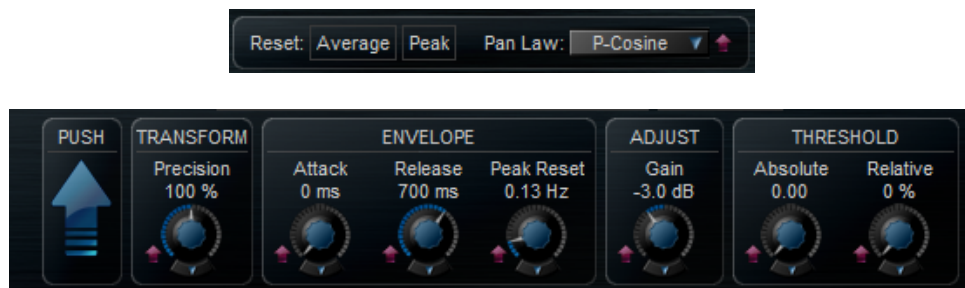 Reset: Average Peak Pan Law: P-Cosine
PUSH TRANSFORM ENVELOPE ADJUST THRESHOLD
Precision Attack Release Peak Reset Gain Absolute Relative
100 % 0 ms 700 ms 0.13 Hz -3.0 dB 0.00 0 %